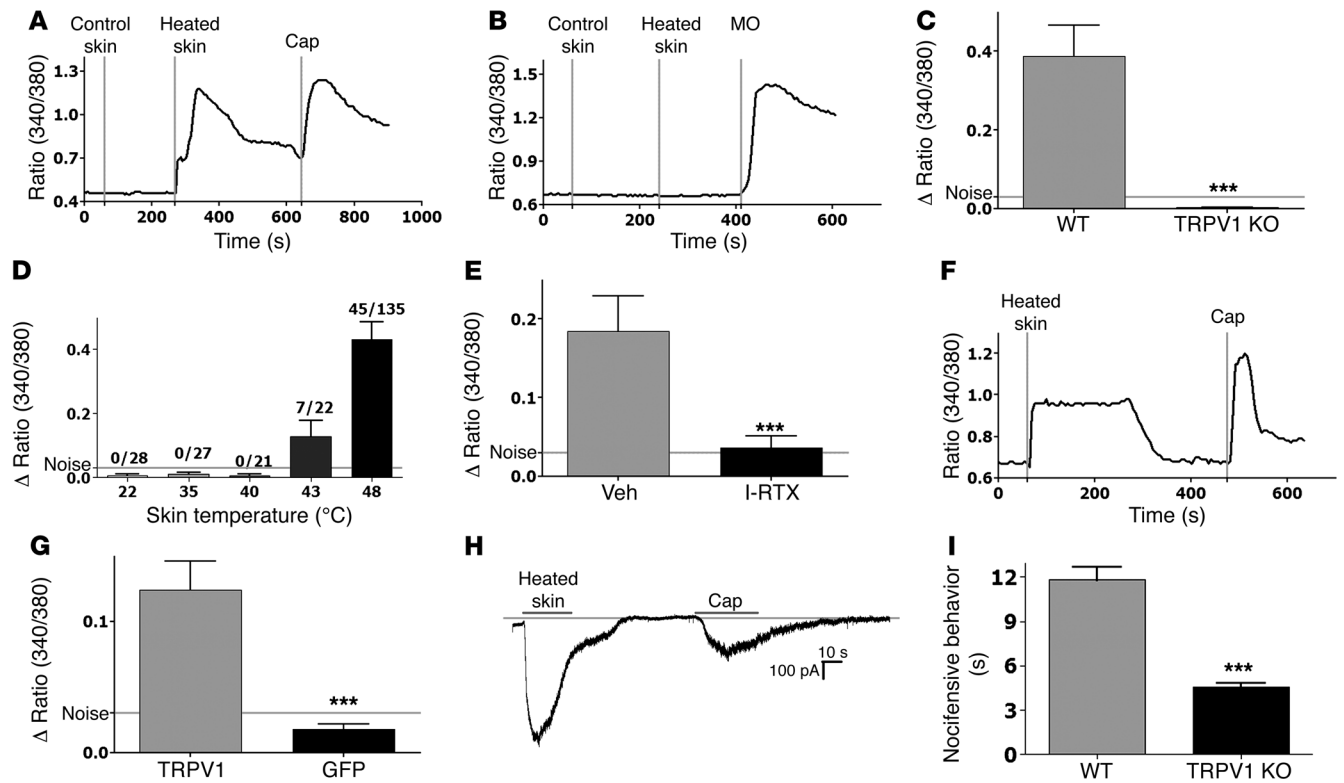 A
Control skin
Heated skin
Cap
Ratio (340/380)
1.3
1.0
0.7
0.4
0 200 400 600 800 1000
Time (s)
B
Control skin
Heated skin
MO
Ratio (340/380)
1.5
1.2
0.9
0.6
0 200 400 600
Time (s)
C
Δ Ratio (340/380)
0.4
0.2
Noise
0.0
***
WT TRPV1 KO
D
Δ Ratio (340/380)
0.4
0.2
Noise
0.0
0/28 0/27 0/21 7/22 45/135
22 35 40 43 48
Skin temperature (°C)
E
Δ Ratio (340/380)
0.2
0.1
Noise
0.0
***
Veh I-RTX
F
Heated skin
Cap
Ratio (340/380)
1.2
1.0
0.8
0.6
0 200 400 600
Time (s)
G
Δ Ratio (340/380)
0.1
Noise
0.0
***
TRPV1 GFP
H
Heated skin
Cap
10 s
100 pA
I
Nocifensive behavior (s)
12
9
6
3
0
***
WT TRPV1 KO